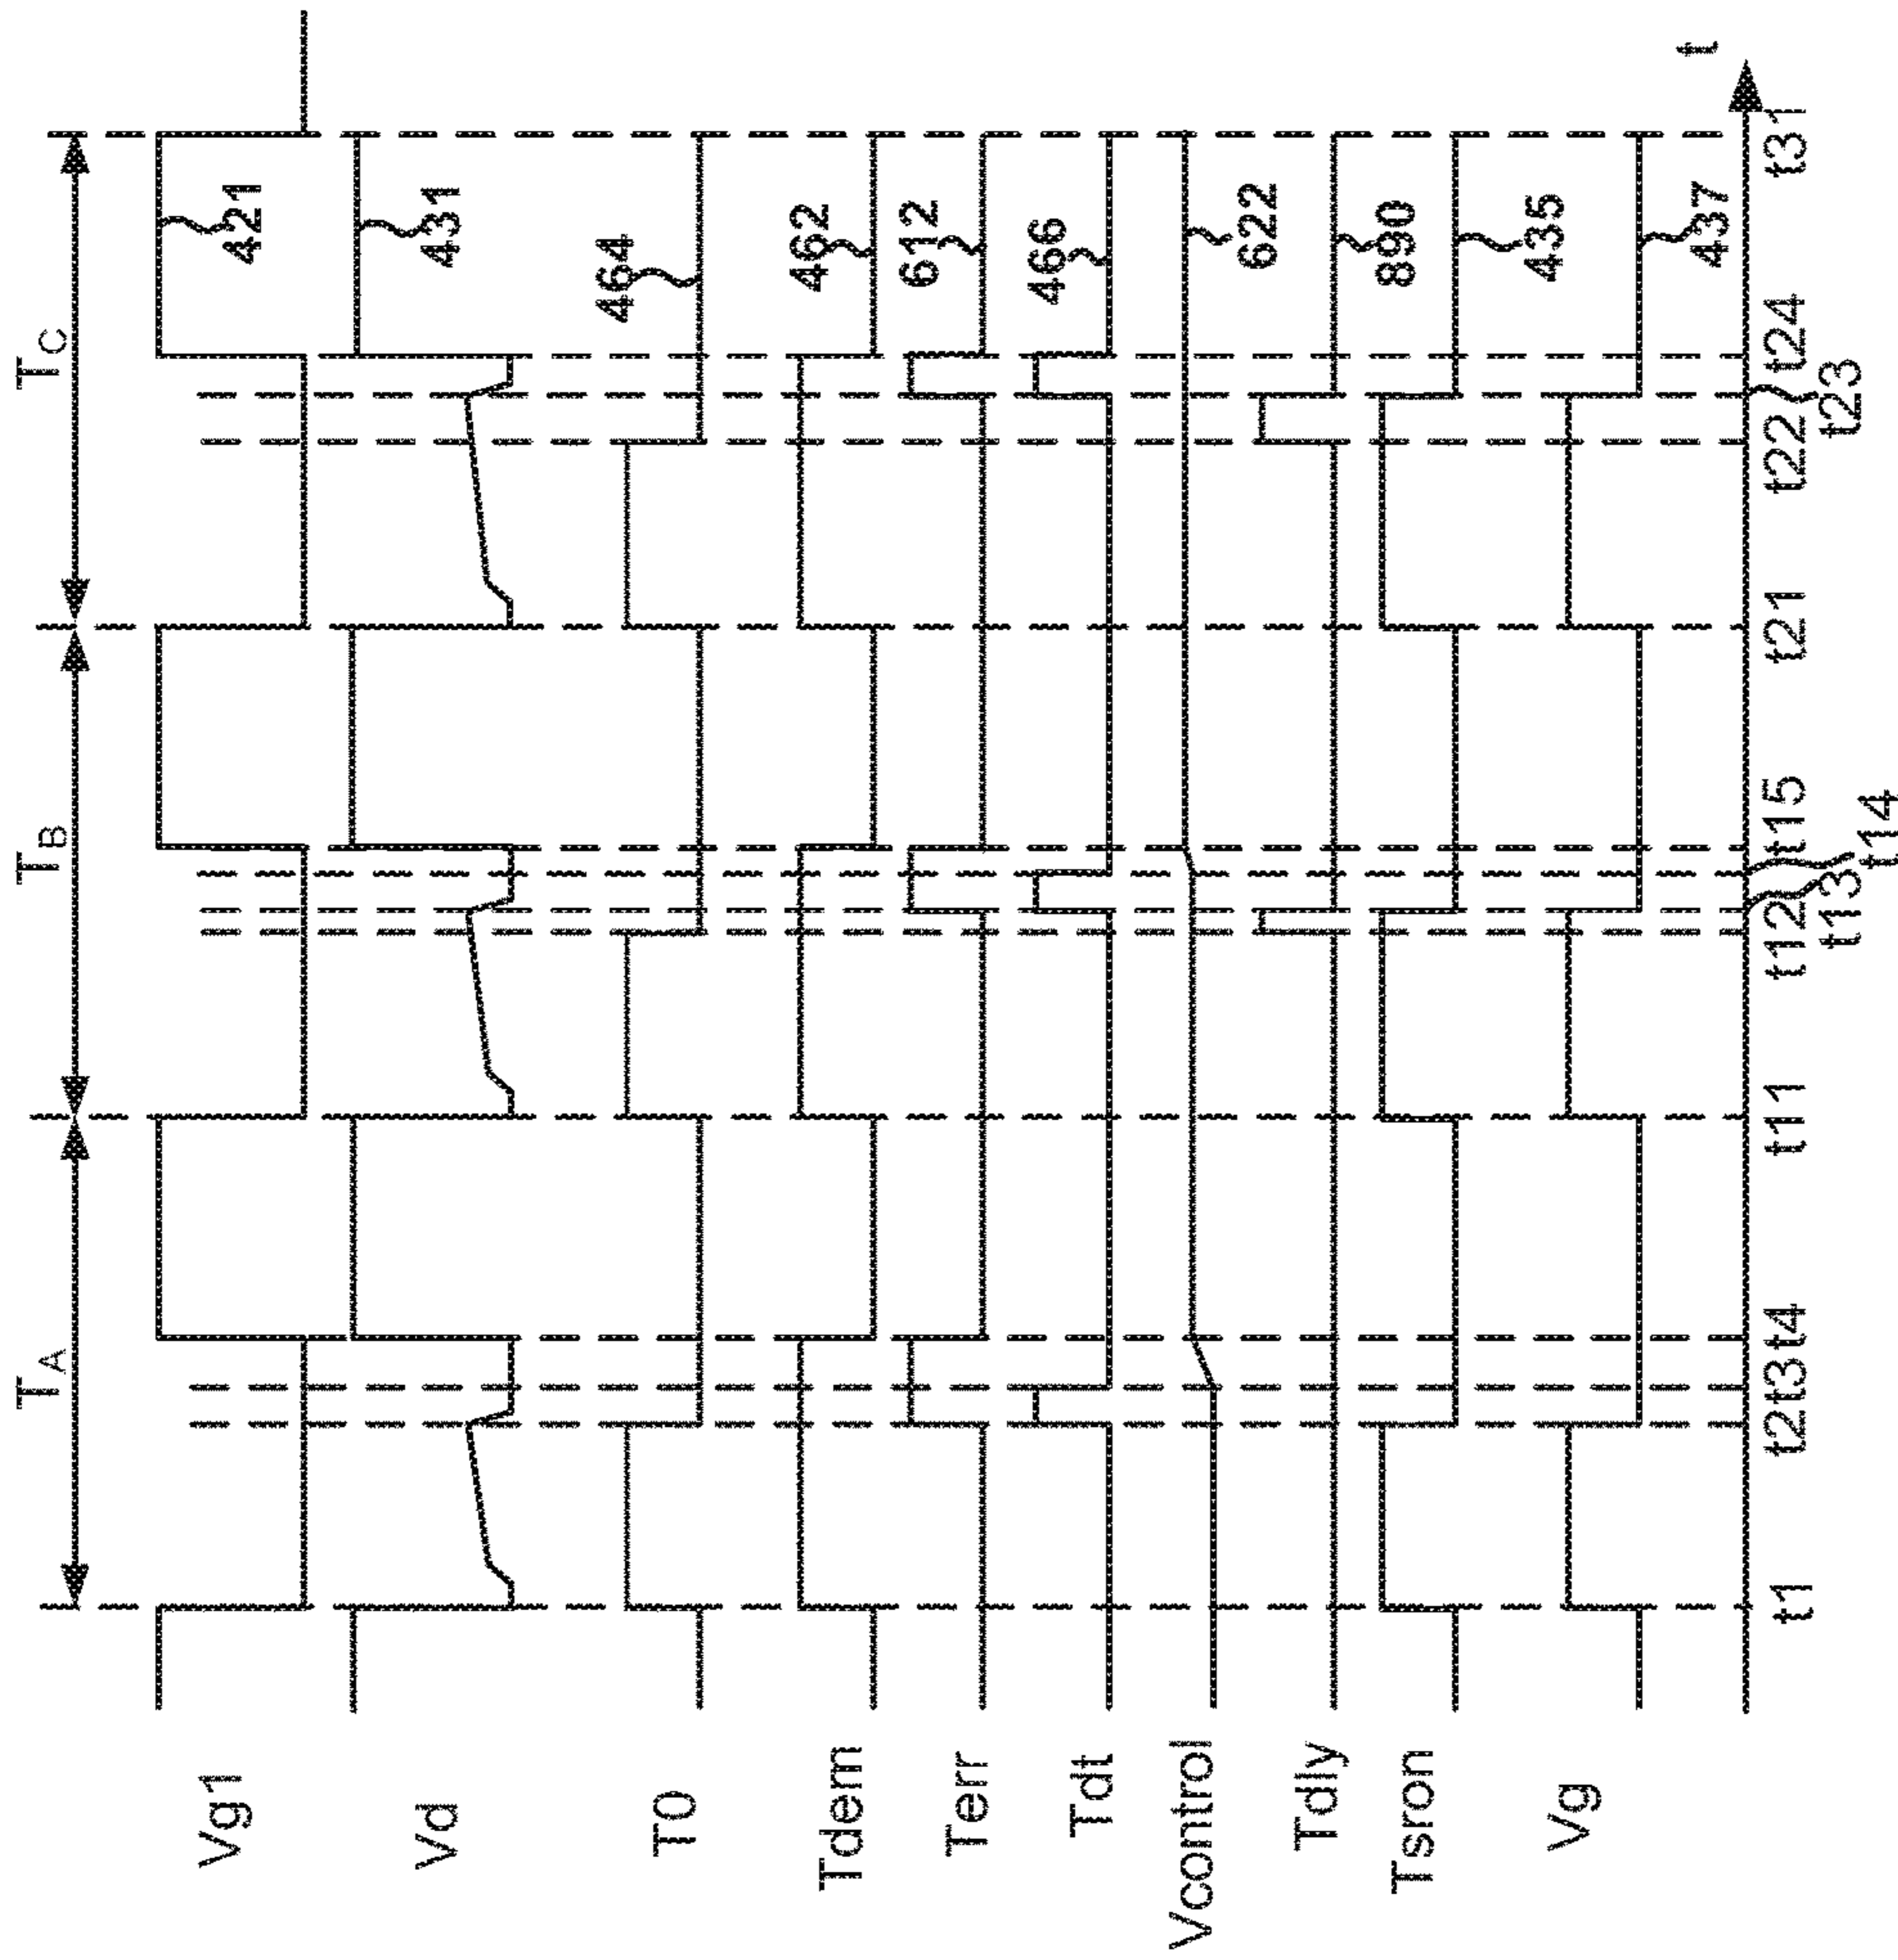 TA TB TC
Vg1 421
Vd 431
T0 464
Tdem 462
Terr 612
Tdt 466
Vcontrol 622
Tdly 890
Tsron 435
Vg 437
t
t1 t2 t3 t4 t11 t12 t15 t21 t22 t24 t31
t13 t23
t14